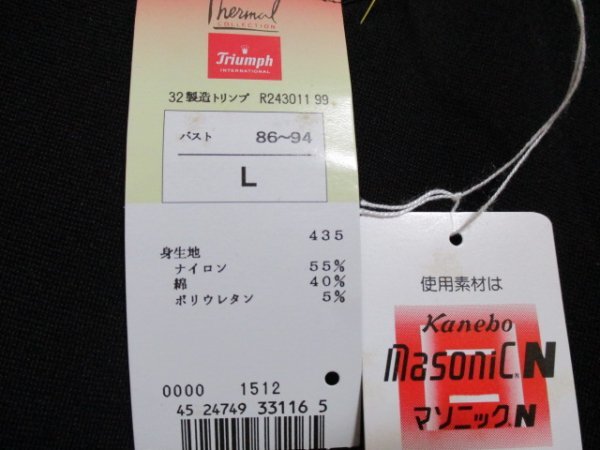 Thermal
COLLECTION
Triumph
INTERNATIONAL
32製造トリンプ R243011 99
バスト 86〜94
L
435
身生地
ナイロン 55%
綿 40%
ポリウレタン 5%
0000 1512
45 24749 33116 5
使用素材は
Kanebo
masoniC.N
マソニック.N